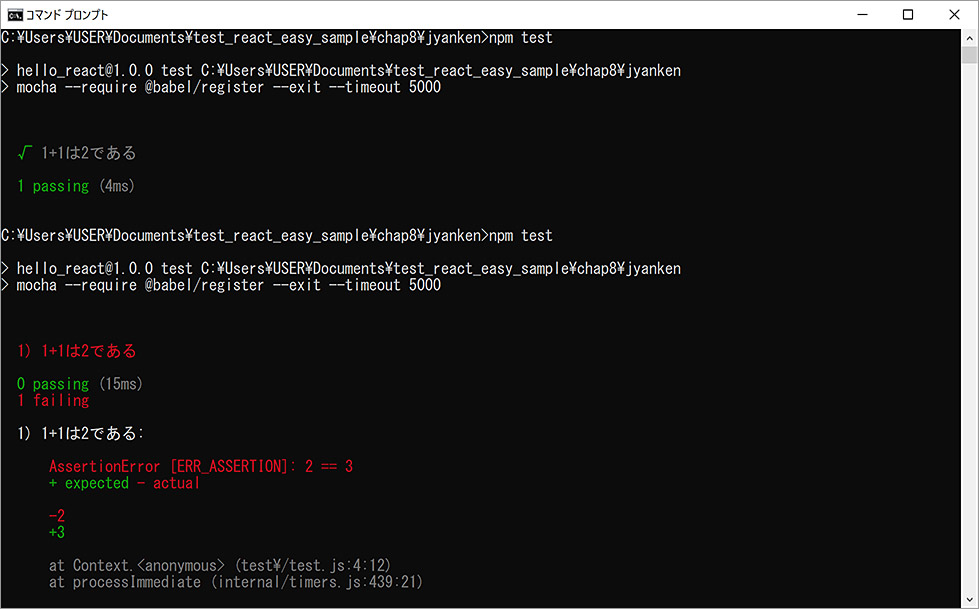 コマンド プロンプト
C:¥Users¥USER¥Documents¥test_react_easy_sample¥chap8¥jyanken>npm test
> hello_react@1.0.0 test C:¥Users¥USER¥Documents¥test_react_easy_sample¥chap8¥jyanken
> mocha --require @babel/register --exit --timeout 5000
√ 1+1は2である
1 passing (4ms)
C:¥Users¥USER¥Documents¥test_react_easy_sample¥chap8¥jyanken>npm test
> hello_react@1.0.0 test C:¥Users¥USER¥Documents¥test_react_easy_sample¥chap8¥jyanken
> mocha --require @babel/register --exit --timeout 5000
1) 1+1は2である
0 passing (15ms)
1 failing
1) 1+1は2である:
AssertionError [ERR_ASSERTION]: 2 == 3
+ expected - actual
-2
+3
at Context.<anonymous> (test¥/test.js:4:12)
at processImmediate (internal/timers.js:439:21)